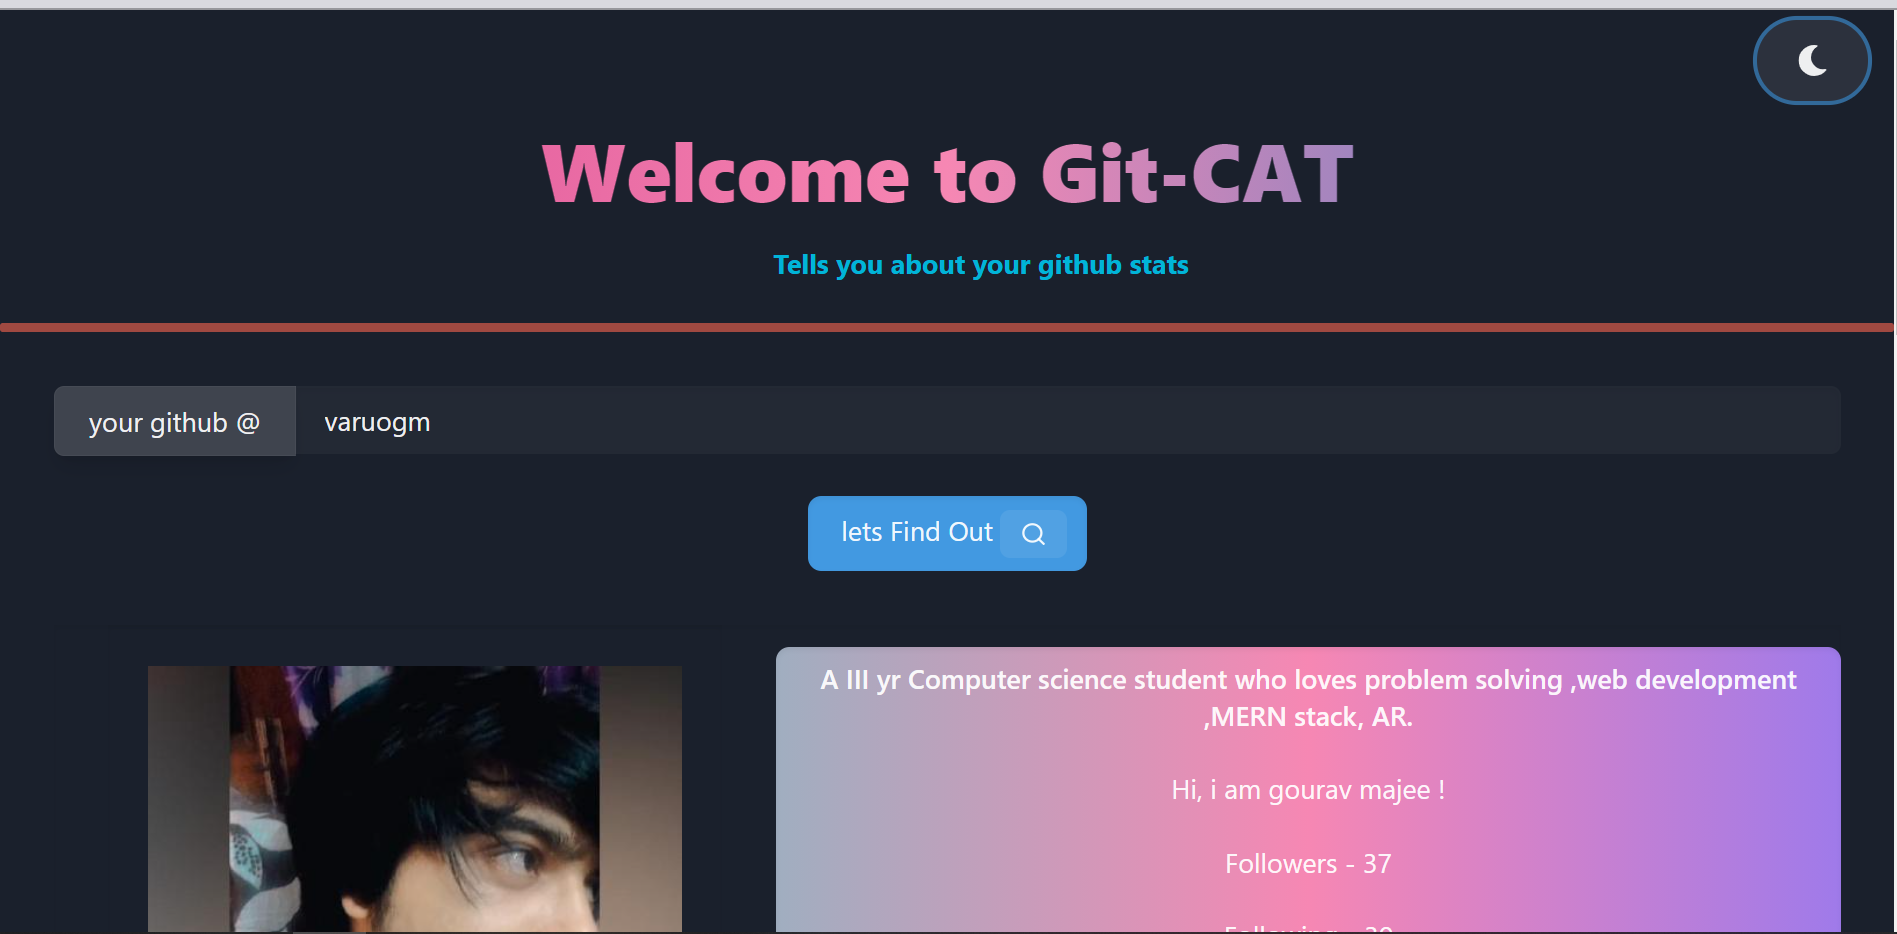 Welcome to Git-CAT
Tells you about your github stats
your github @ varuogm
lets Find Out
A III yr Computer science student who loves problem solving ,web development
,MERN stack, AR.
Hi, i am gourav majee !
Followers - 37